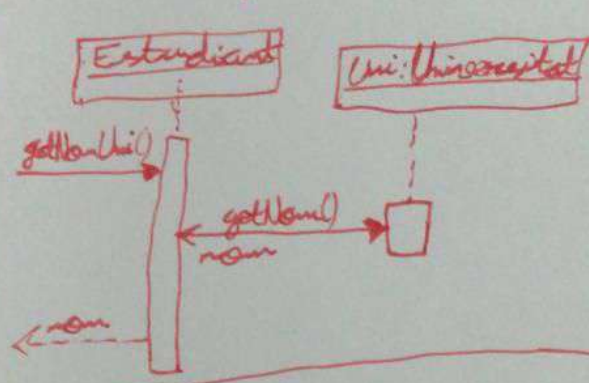 :Estudiant
uni:Universitat
getNomUni()
getNom()
nom
nom